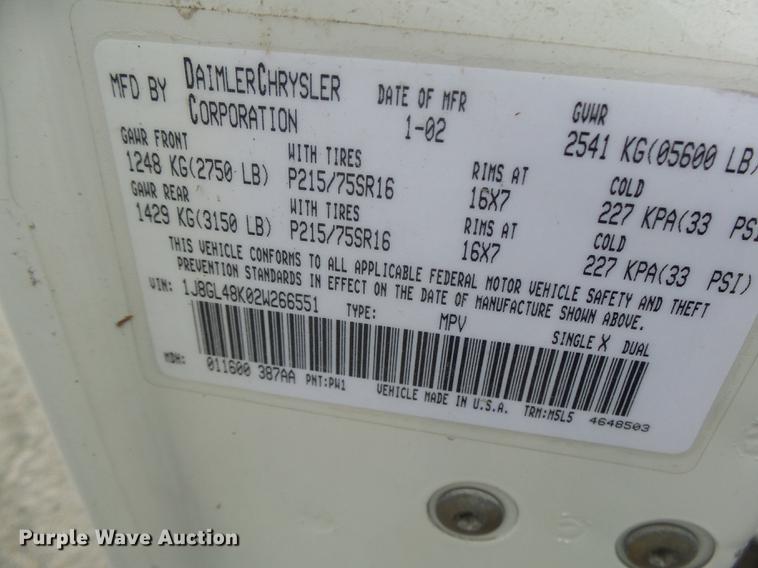 MFD BY DAIMLERCHRYSLER CORPORATION DATE OF MFR 1-02 GVWR 2541 KG(05600 LB)
GAWR FRONT WITH TIRES RIMS AT COLD
1248 KG(2750 LB) P215/75SR16 16X7 227 KPA(33 PSI
GAWR REAR WITH TIRES RIMS AT COLD
1429 KG(3150 LB) P215/75SR16 16X7 227 KPA(33 PSI)
THIS VEHICLE CONFORMS TO ALL APPLICABLE FEDERAL MOTOR VEHICLE SAFETY AND THEFT
PREVENTION STANDARDS IN EFFECT ON THE DATE OF MANUFACTURE SHOWN ABOVE.
VIN: 1J8GL48K02W266551 TYPE: MPV SINGLE X DUAL
MDH: 011600 387AA PNT:PW1 VEHICLE MADE IN U.S.A. TRM:M5L5 4648503
Purple Wave Auction